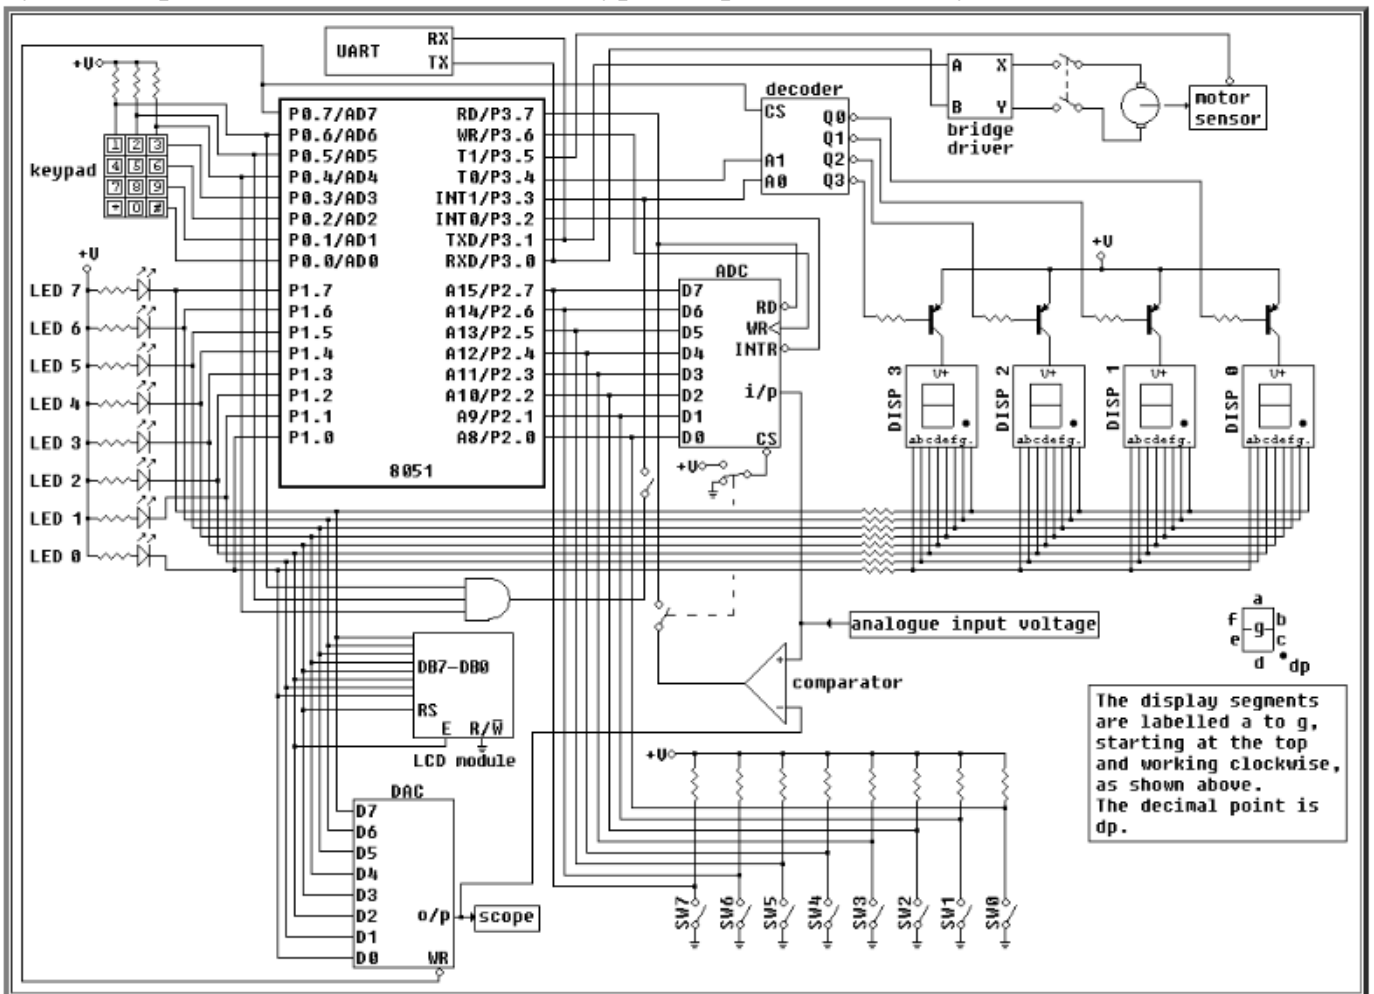 UART
RX
TX
+V
keypad
1 2 3
4 5 6
7 8 9
* 0 #
P0.7/AD7
P0.6/AD6
P0.5/AD5
P0.4/AD4
P0.3/AD3
P0.2/AD2
P0.1/AD1
P0.0/AD0
P1.7
P1.6
P1.5
P1.4
P1.3
P1.2
P1.1
P1.0
RD/P3.7
WR/P3.6
T1/P3.5
T0/P3.4
INT1/P3.3
INT0/P3.2
TXD/P3.1
RXD/P3.0
A15/P2.7
A14/P2.6
A13/P2.5
A12/P2.4
A11/P2.3
A10/P2.2
A9/P2.1
A8/P2.0
8051
decoder
CS
A1
A0
Q0
Q1
Q2
Q3
A
B
X
Y
bridge
driver
motor
sensor
+V
LED 7
LED 6
LED 5
LED 4
LED 3
LED 2
LED 1
LED 0
ADC
D7
D6
D5
D4
D3
D2
D1
D0
RD
WR
INTR
i/p
CS
+V
+V
DISP 3
V+
abcdefg.
DISP 2
V+
abcdefg.
DISP 1
V+
abcdefg.
DISP 0
V+
abcdefg.
analogue input voltage
comparator
DB7-DB0
RS
E
R/W̅
LCD module
DAC
D7
D6
D5
D4
D3
D2
D1
D0
o/p
WR
scope
+V
SW7
SW6
SW5
SW4
SW3
SW2
SW1
SW0
a
f
b
g
e
c
d
dp
The display segments
are labelled a to g,
starting at the top
and working clockwise,
as shown above.
The decimal point is
dp.